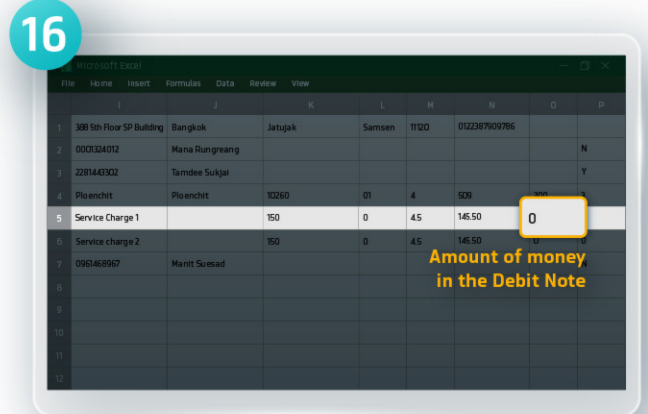 16
Microsoft Excel
File Home Insert Formulas Data Review View
I J K L M N O P
1 388 5th Floor SP Building Bangkok Jatujak Samsen 11120 0122387909786
2 0001324012 Mana Rungreang N
3 2281443302 Tamdee Sukjai Y
4 Ploenchit Ploenchit 10260 01 4 509 200 3
5 Service Charge 1 150 0 4.5 145.50 0
6 Service charge 2 150 0 4.5 145.50 0 0
7 0961468967 Manit Suesad
Amount of money
in the Debit Note
8
9
10
11
12